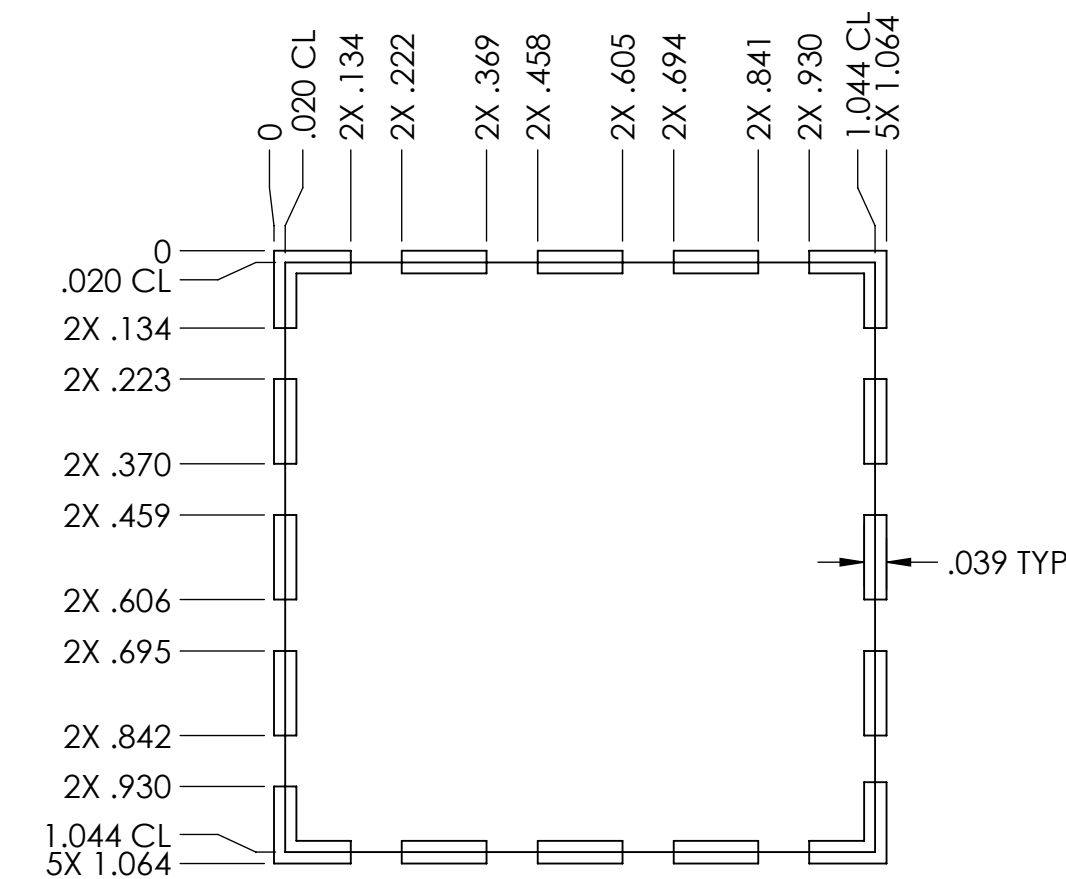 0
.020 CL
2X .134
2X .222
2X .369
2X .458
2X .605
2X .694
2X .841
2X .930
1.044 CL
5X 1.064
0
.020 CL
2X .134
2X .223
2X .370
2X .459
2X .606
2X .695
2X .842
2X .930
1.044 CL
5X 1.064
.039 TYP